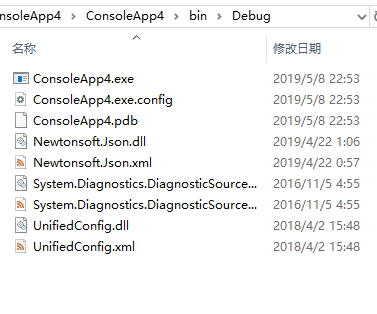 nsoleApp4 > ConsoleApp4 > bin > Debug
名称 修改日期
ConsoleApp4.exe 2019/5/8 22:53
ConsoleApp4.exe.config 2019/5/8 22:53
ConsoleApp4.pdb 2019/5/8 22:53
Newtonsoft.Json.dll 2019/4/22 1:06
Newtonsoft.Json.xml 2019/4/22 0:57
System.Diagnostics.DiagnosticSource... 2016/11/5 4:55
System.Diagnostics.DiagnosticSource... 2016/11/5 4:55
UnifiedConfig.dll 2018/4/2 15:48
UnifiedConfig.xml 2018/4/2 15:48